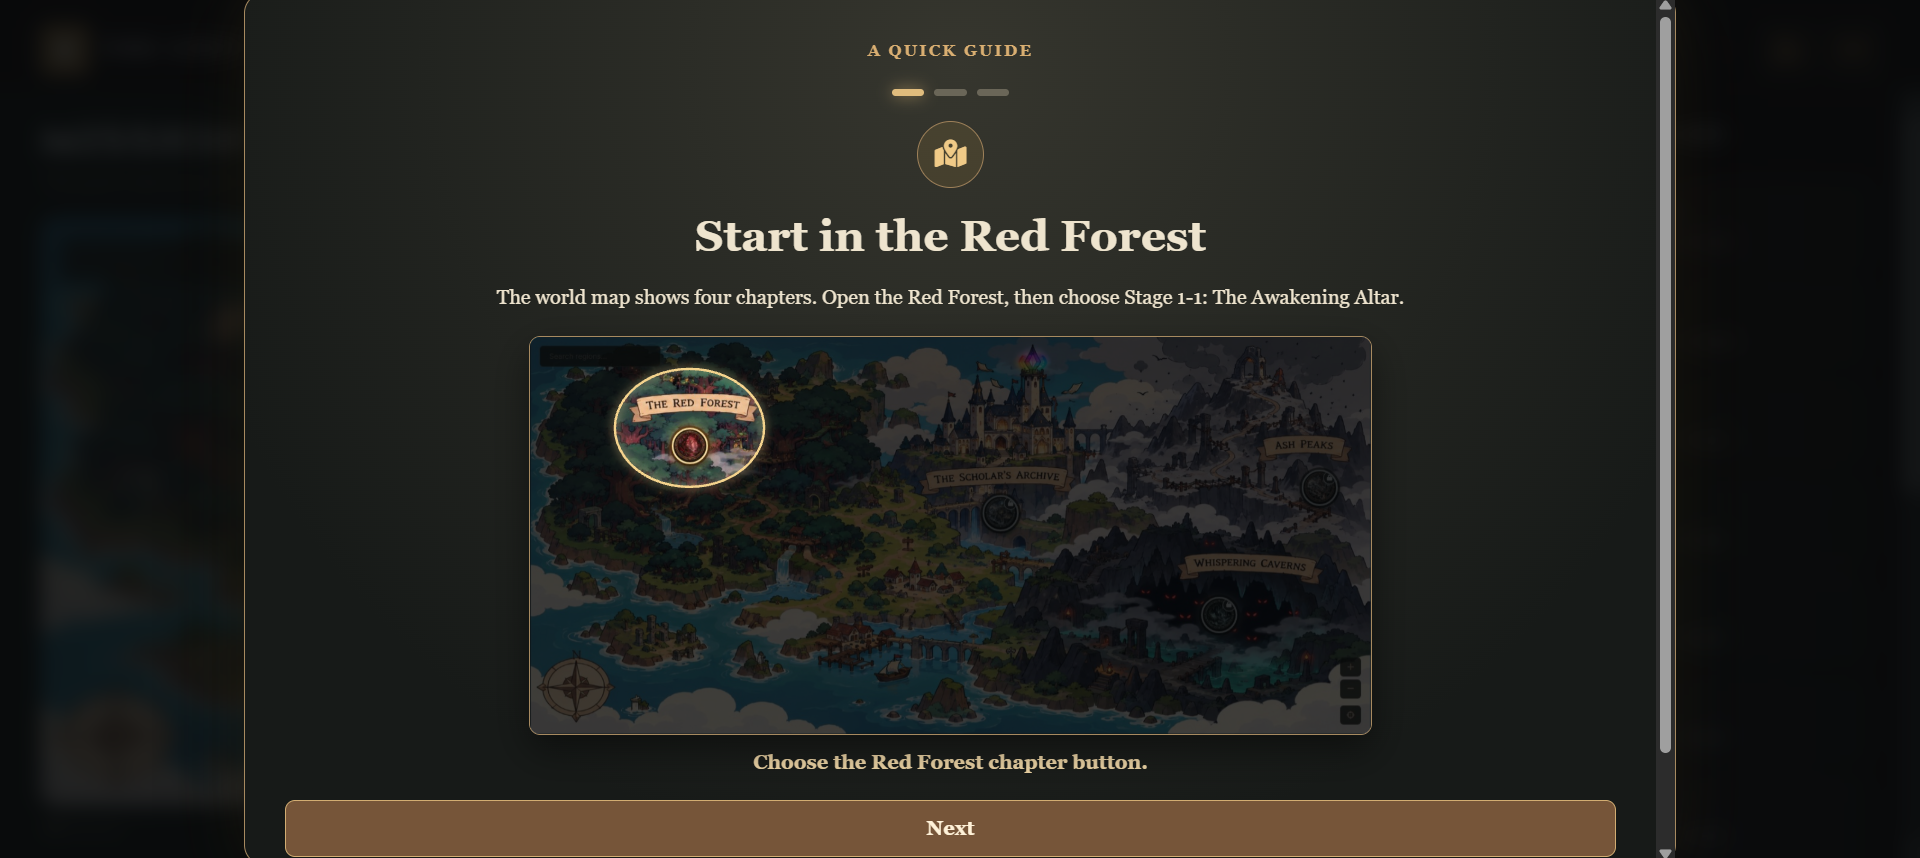 A QUICK GUIDE
Start in the Red Forest
The world map shows four chapters. Open the Red Forest, then choose Stage 1-1: The Awakening Altar.
THE RED FOREST
THE SCHOLAR'S ARCHIVE
ASH PEAKS
WHISPERING CAVERNS
N
Choose the Red Forest chapter button.
Next